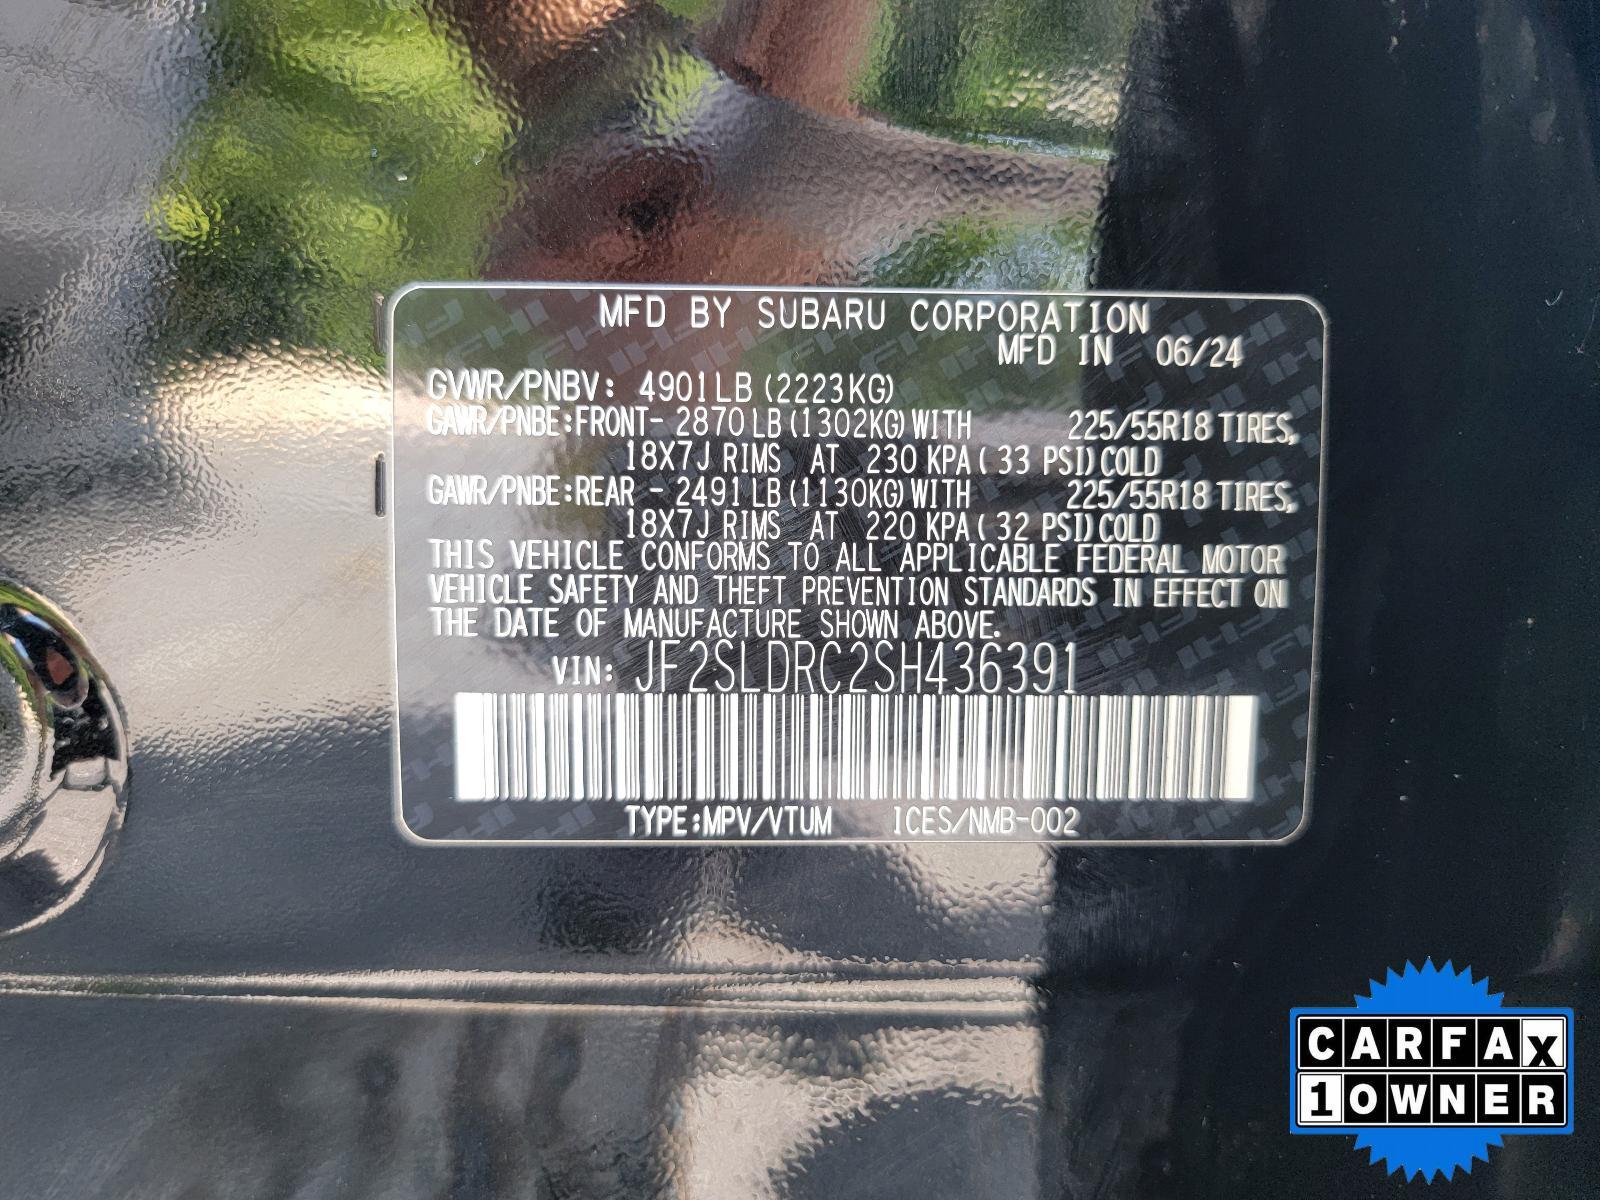 MFD BY SUBARU CORPORATION
MFD IN 06/24
GVWR/PNBV: 4901LB (2223KG)
GAWR/PNBE:FRONT- 2870LB (1302KG) WITH 225/55R18 TIRES,
18X7J RIMS AT 230 KPA ( 33 PSI) COLD
GAWR/PNBE:REAR - 2491LB (1130KG) WITH 225/55R18 TIRES,
18X7J RIMS AT 220 KPA ( 32 PSI) COLD
THIS VEHICLE CONFORMS TO ALL APPLICABLE FEDERAL MOTOR
VEHICLE SAFETY AND THEFT PREVENTION STANDARDS IN EFFECT ON
THE DATE OF MANUFACTURE SHOWN ABOVE.
VIN: JF2SLDRC2SH436391
TYPE:MPV/VTUM ICES/NMB-002
CARFAX
1OWNER